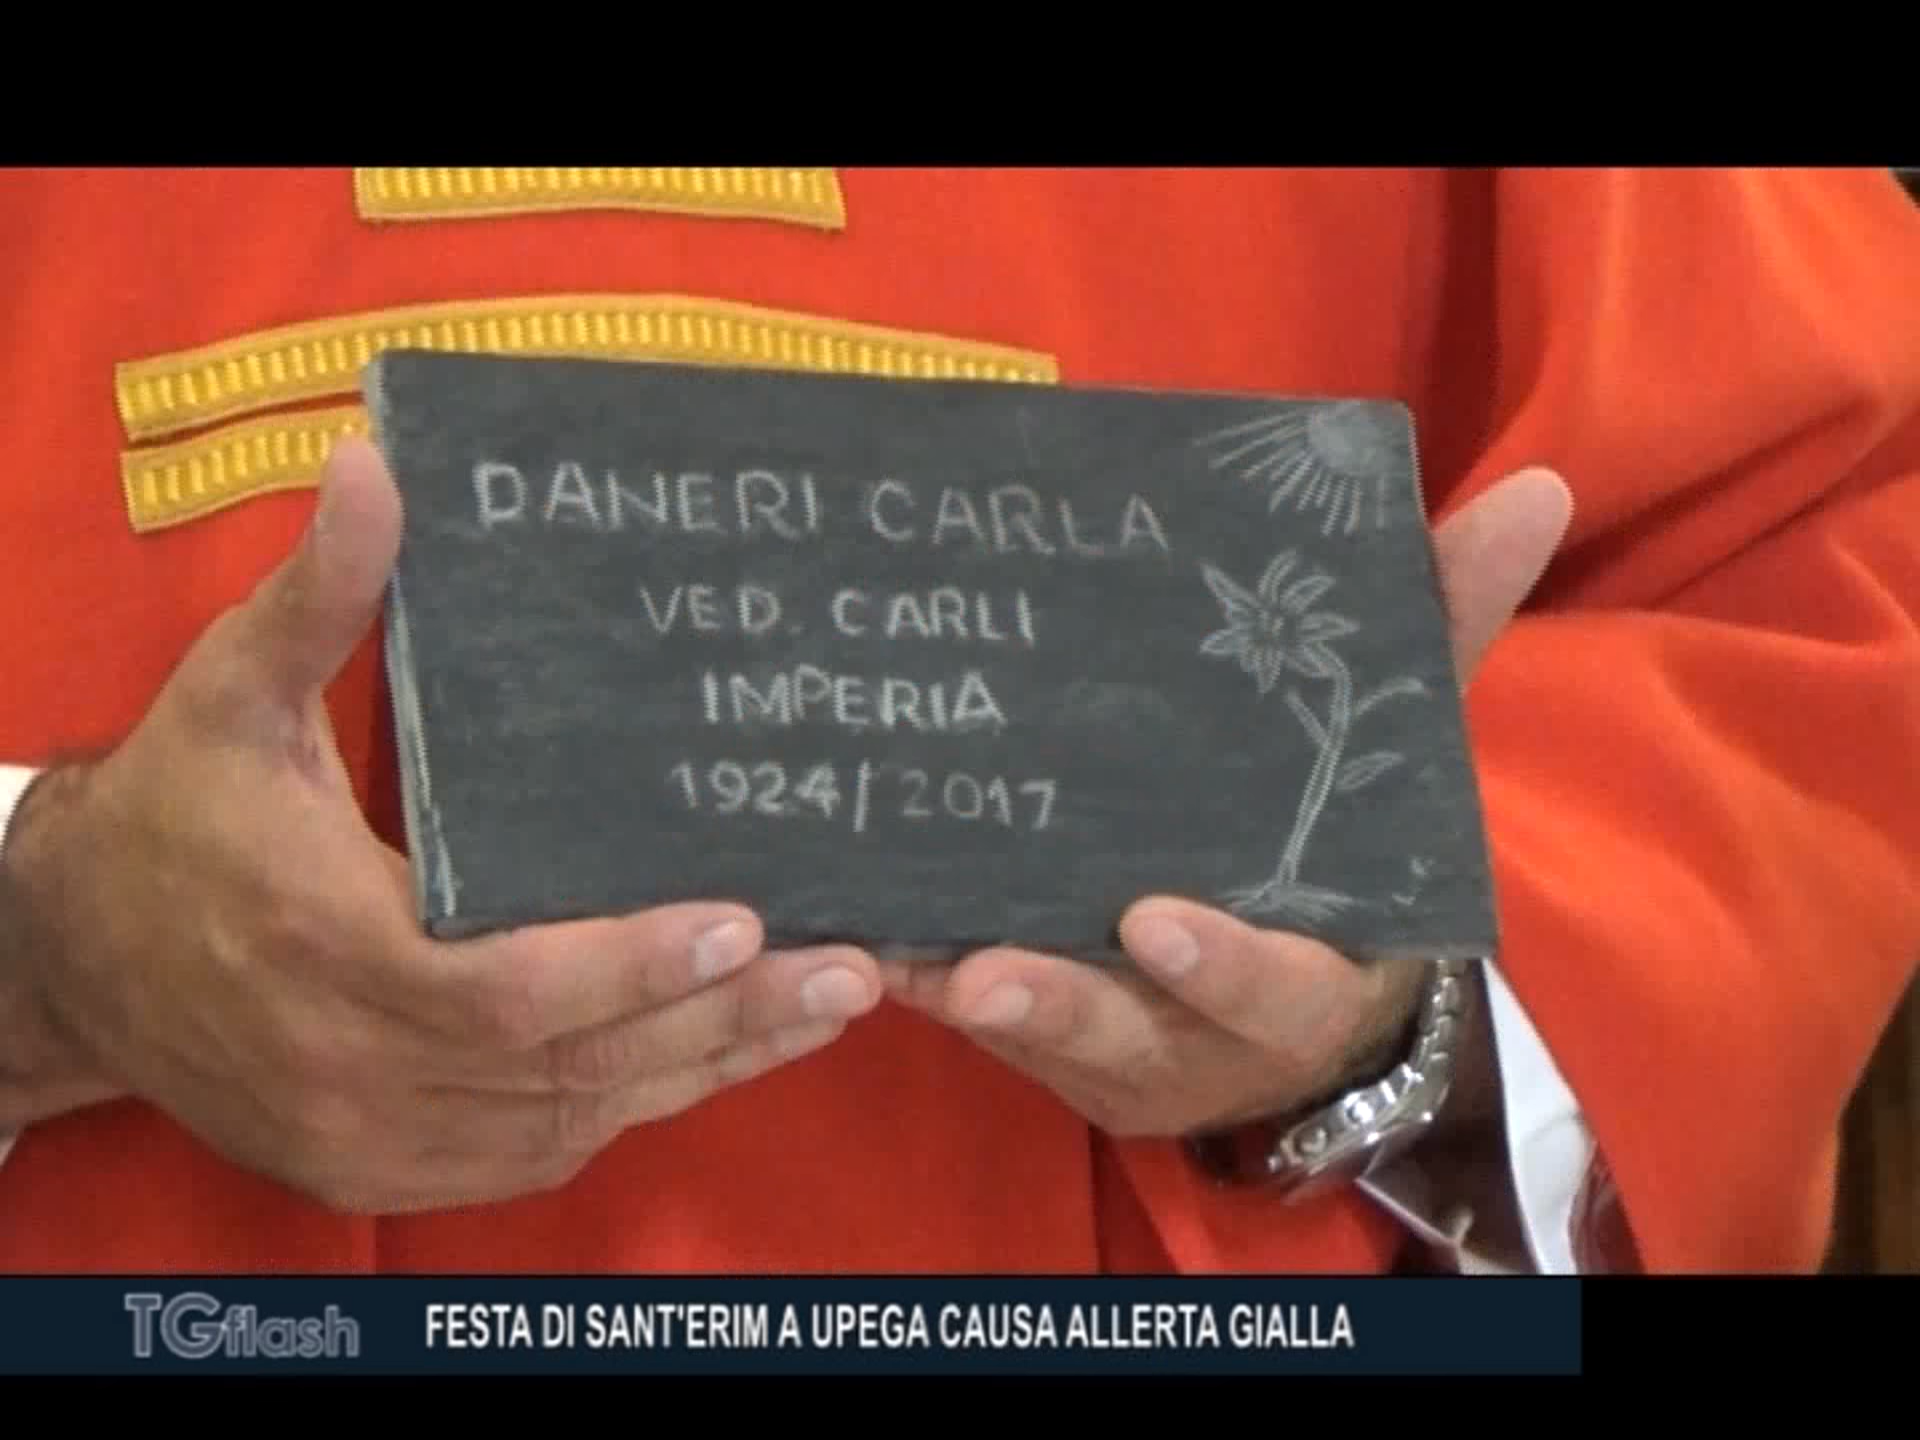 DANERI CARLA
VED. CARLI
IMPERIA
1924/2017
TGflash
FESTA DI SANT'ERIM A UPEGA CAUSA ALLERTA GIALLA